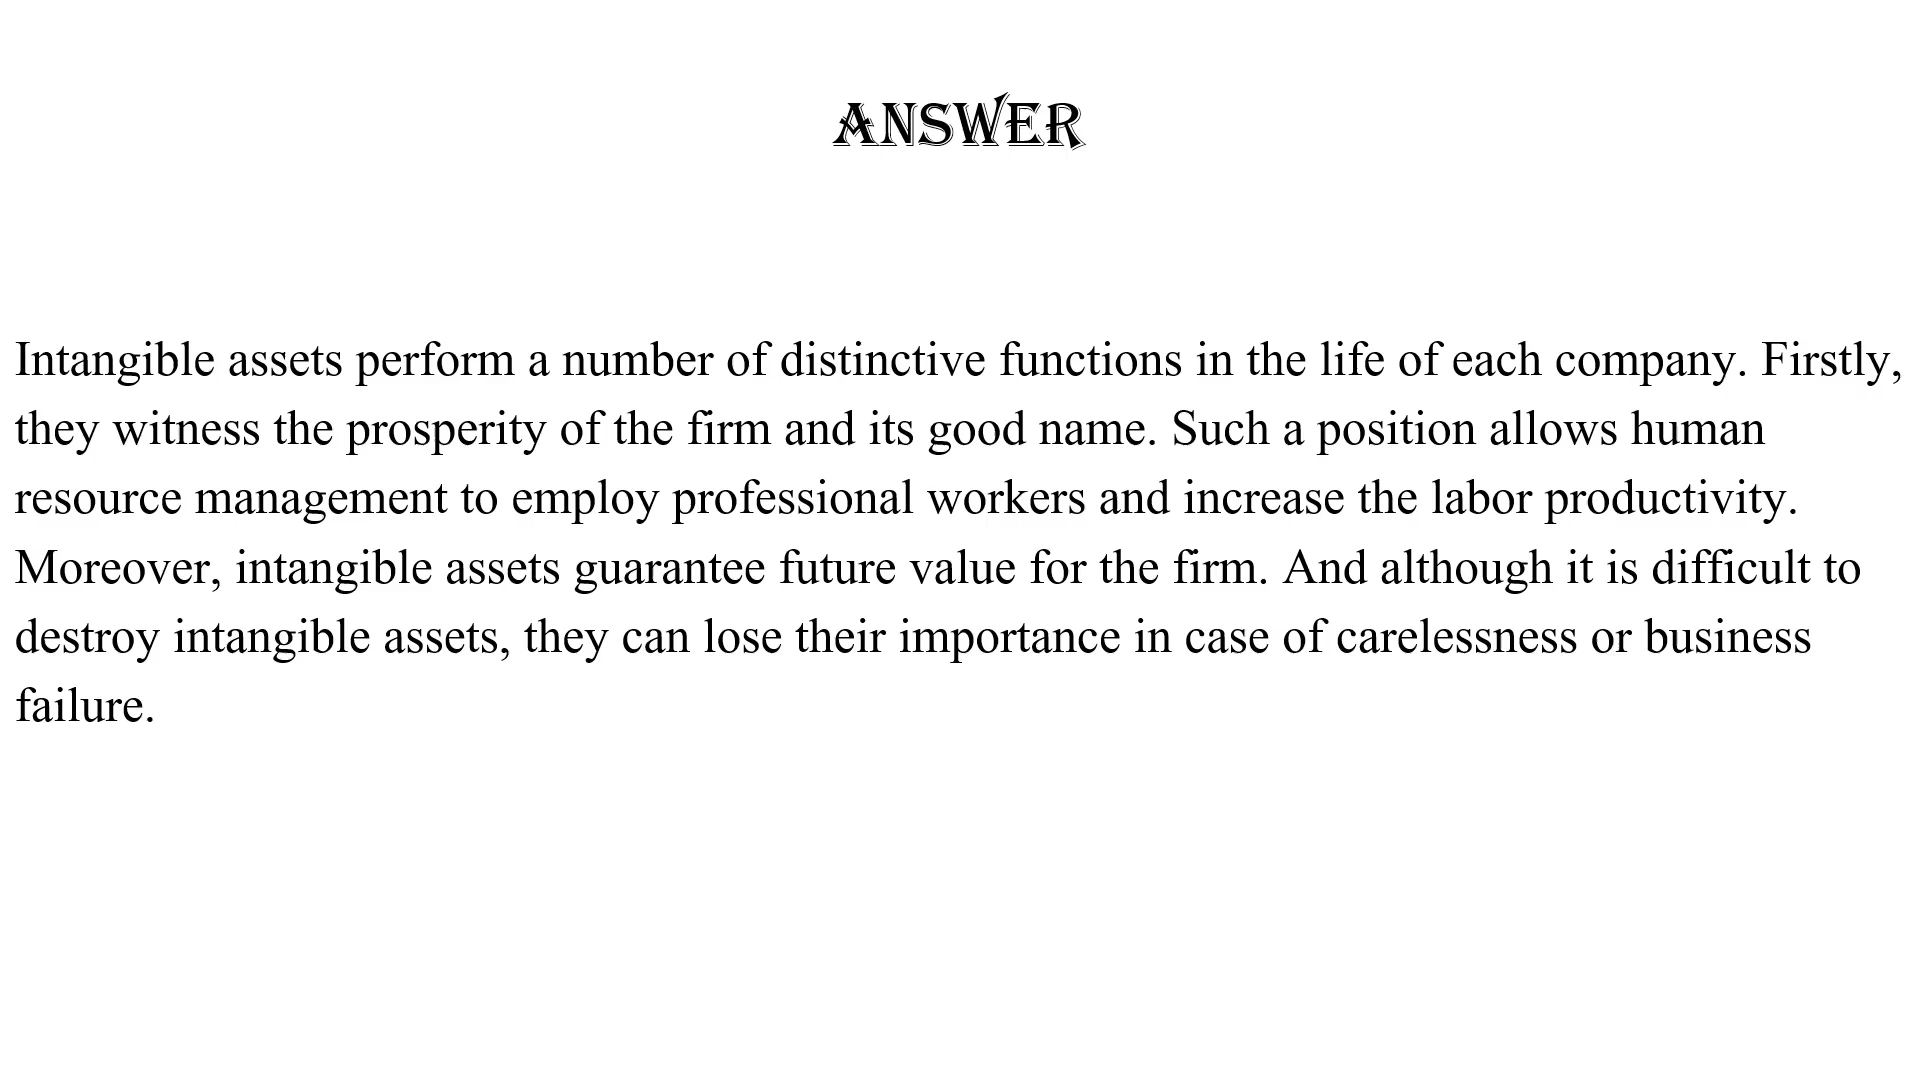 ANSWER
Intangible assets perform a number of distinctive functions in the life of each company. Firstly,
they witness the prosperity of the firm and its good name. Such a position allows human
resource management to employ professional workers and increase the labor productivity.
Moreover, intangible assets guarantee future value for the firm. And although it is difficult to
destroy intangible assets, they can lose their importance in case of carelessness or business
failure.